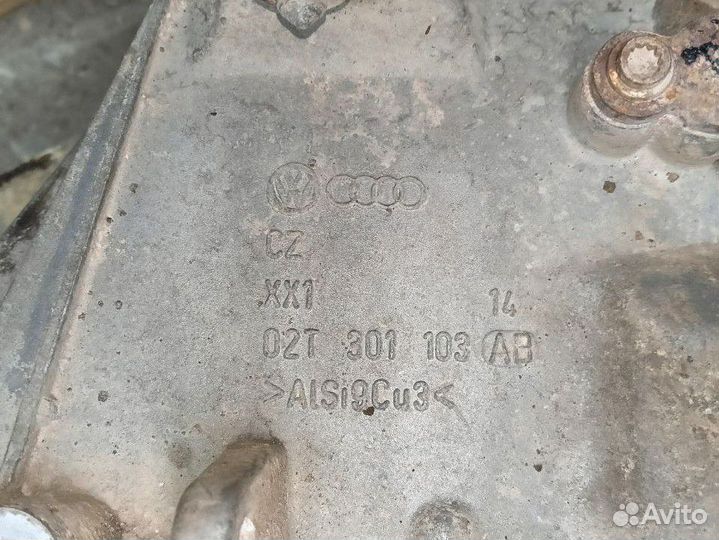 CZ
XX1 14
02T 301 103 AB
>AlSi9Cu3<
Avito